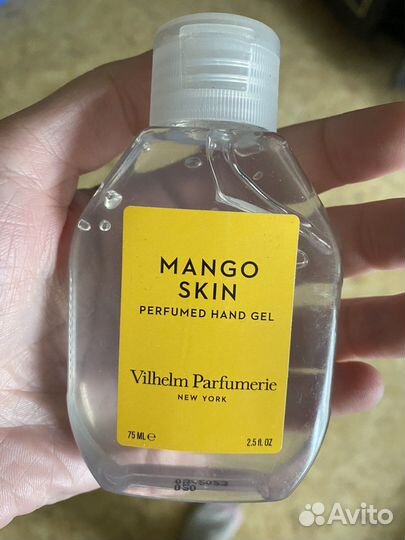 MANGO
SKIN
PERFUMED HAND GEL
Vilhelm Parfumerie
NEW YORK
75 ML ℮
2.5 fl. OZ
Avito